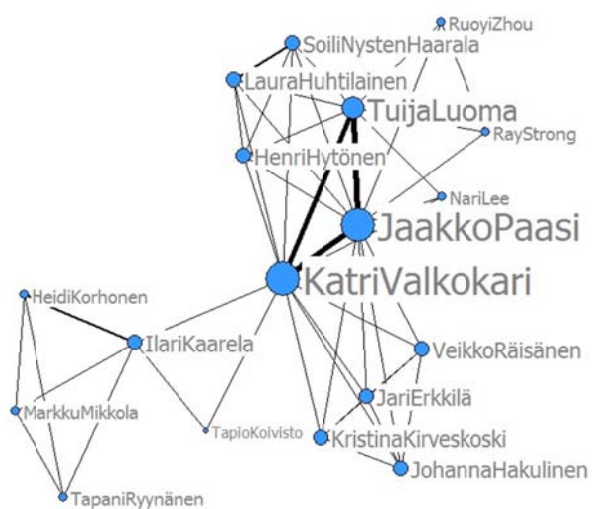 RuoyiZhou
SoiliNystenHaarala
LauraHuhtilainen
TuijaLuoma
RayStrong
HenriHytönen
NariLee
JaakkoPaasi
KatriValkokari
HeidiKorhonen
IlariKaarela
VeikkoRäisänen
JariErkkilä
MarkkuMikkola
TapioKoivisto
KristinaKirveskoski
JohannaHakulinen
TapaniRyynänen